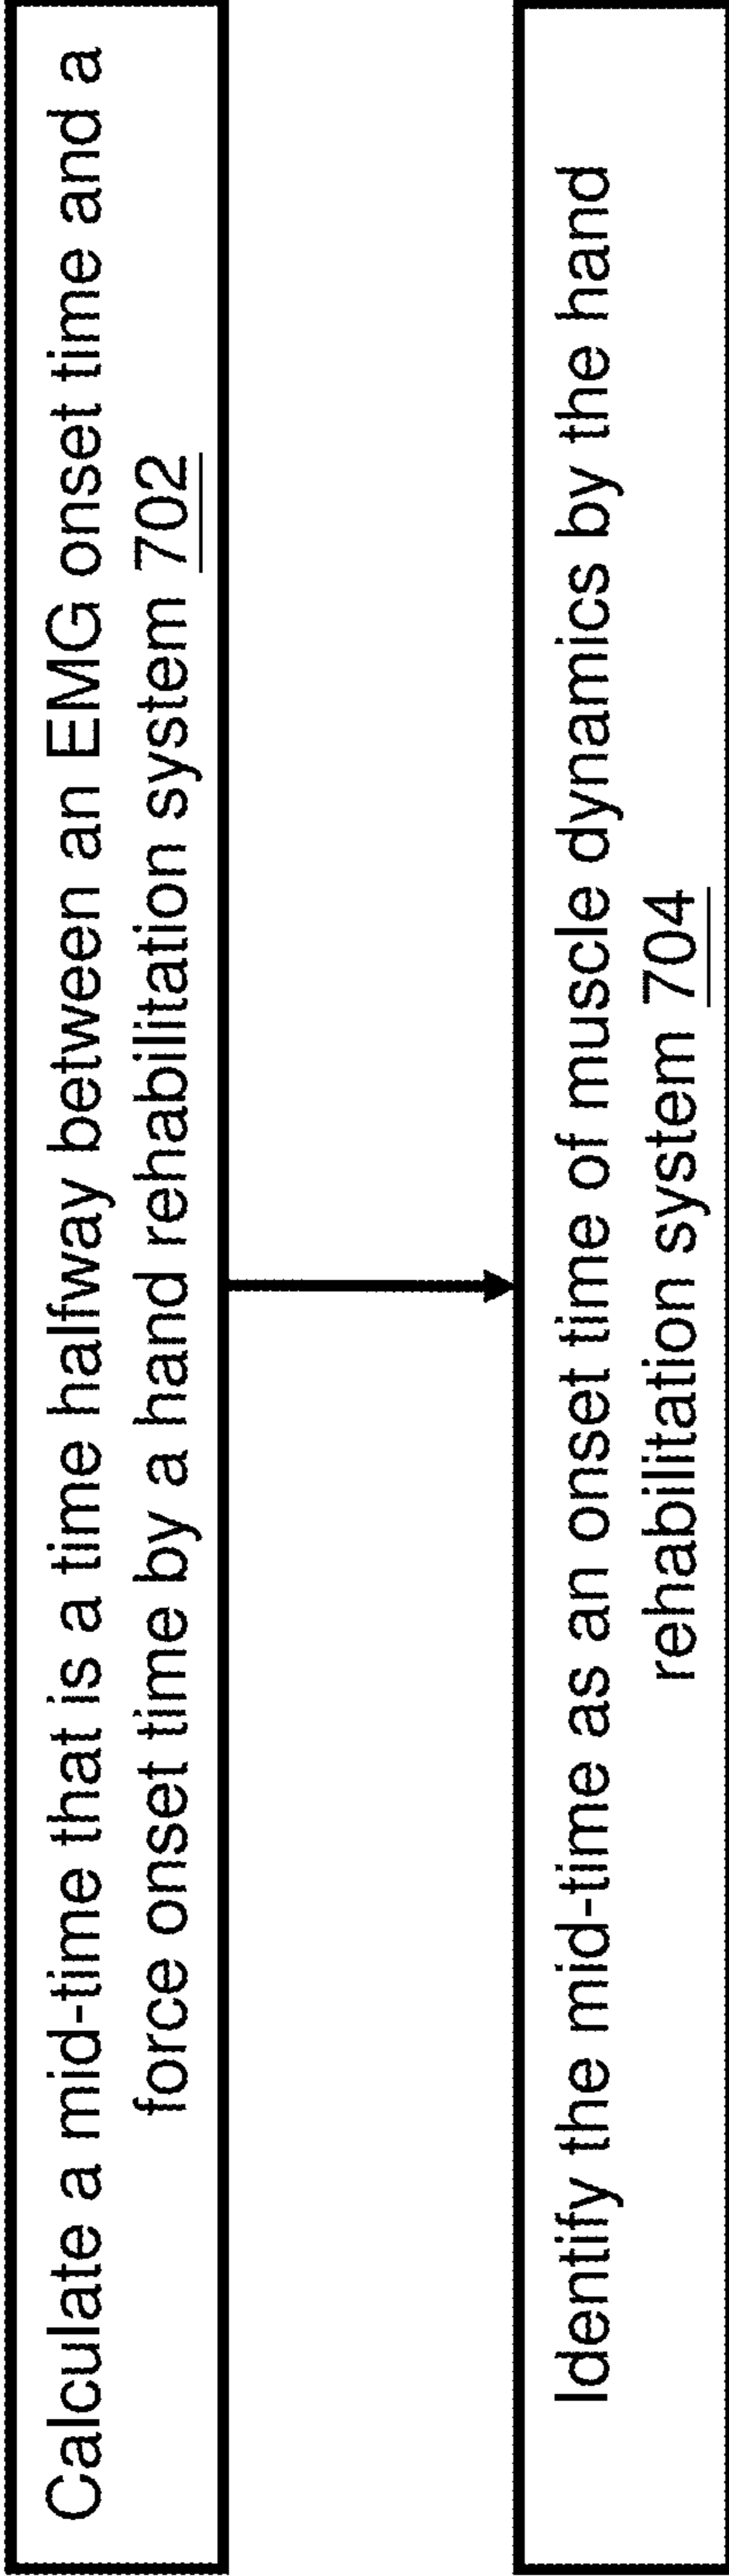 Calculate a mid-time that is a time halfway between an EMG onset time and a
force onset time by a hand rehabilitation system 702
Identify the mid-time as an onset time of muscle dynamics by the hand
rehabilitation system 704